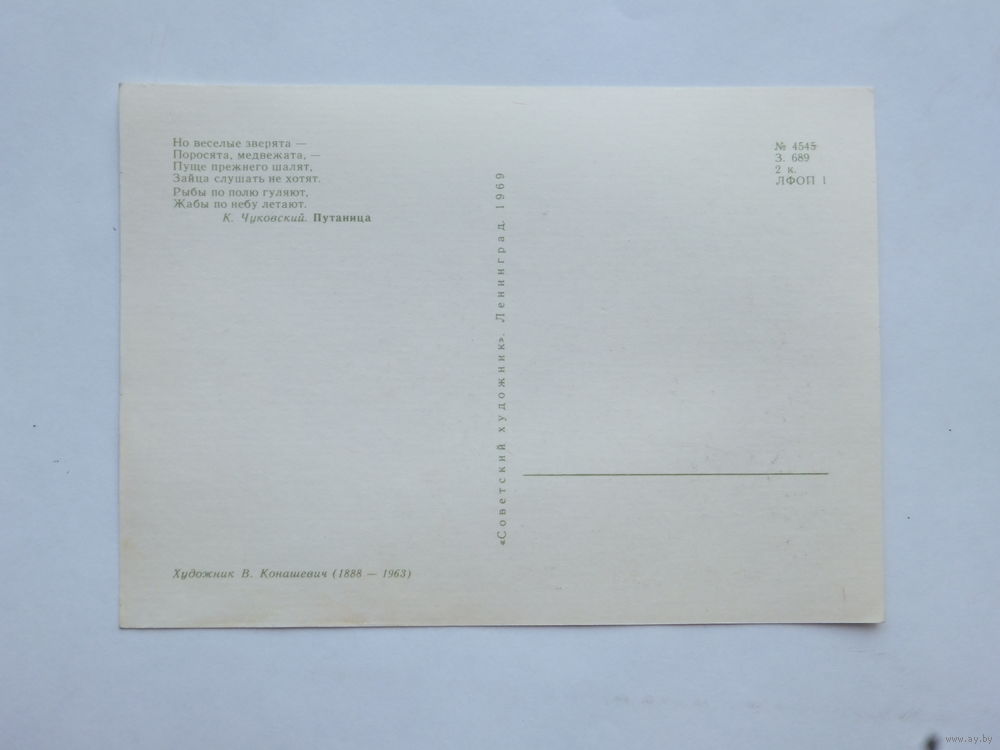 Но веселые зверята —
Поросята, медвежата, —
Пуще прежнего шалят,
Зайца слушать не хотят.
Рыбы по полю гуляют,
Жабы по небу летают.
К. Чуковский. Путаница
Художник В. Конашевич (1888 — 1963)
«Советский художник». Ленинград. 1969
№ 4545
З. 689
2 к.
ЛФОП 1
www.ay.by